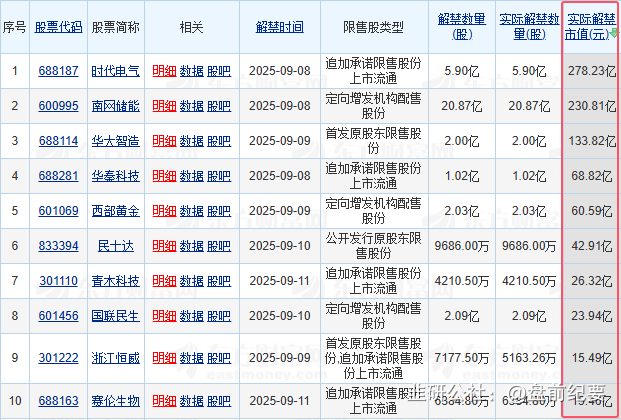 序号 股票代码 股票简称 相关 解禁时间 限售股类型 解禁数量(股) 实际解禁数量(股) 实际解禁市值(元)
1 688187 时代电气 明细 数据 股吧 2025-09-08 追加承诺限售股份上市流通 5.90亿 5.90亿 278.23亿
2 600995 南网储能 明细 数据 股吧 2025-09-08 定向增发机构配售股份 20.87亿 20.87亿 230.81亿
3 688114 华大智造 明细 数据 股吧 2025-09-09 首发原股东限售股份 2.00亿 2.00亿 133.82亿
4 688281 华秦科技 明细 数据 股吧 2025-09-08 追加承诺限售股份上市流通 1.02亿 1.02亿 68.82亿
5 601069 西部黄金 明细 数据 股吧 2025-09-09 定向增发机构配售股份 2.03亿 2.03亿 60.59亿
6 833394 民士达 明细 数据 股吧 2025-09-10 公开发行原股东限售股份 9686.00万 9686.00万 42.91亿
7 301110 青木科技 明细 数据 股吧 2025-09-11 追加承诺限售股份上市流通 4210.50万 4210.50万 26.32亿
8 601456 国联民生 明细 数据 股吧 2025-09-10 定向增发机构配售股份 2.09亿 2.09亿 23.94亿
9 301222 浙江恒威 明细 数据 股吧 2025-09-09 首发原股东限售股份,追加承诺限售股份上市流通 7177.50万 5163.26万 15.49亿
10 688163 赛伦生物 明细 数据 股吧 2025-09-11 追加承诺限售股份上市流通
韭研公社：@盘前纪要